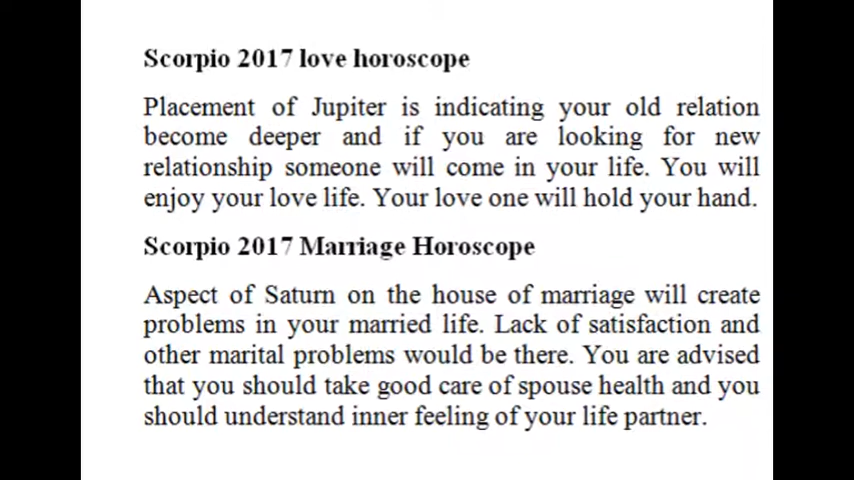 Scorpio 2017 love horoscope
Placement of Jupiter is indicating your old relation
become deeper and if you are looking for new
relationship someone will come in your life. You will
enjoy your love life. Your love one will hold your hand.
Scorpio 2017 Marriage Horoscope
Aspect of Saturn on the house of marriage will create
problems in your married life. Lack of satisfaction and
other marital problems would be there. You are advised
that you should take good care of spouse health and you
should understand inner feeling of your life partner.